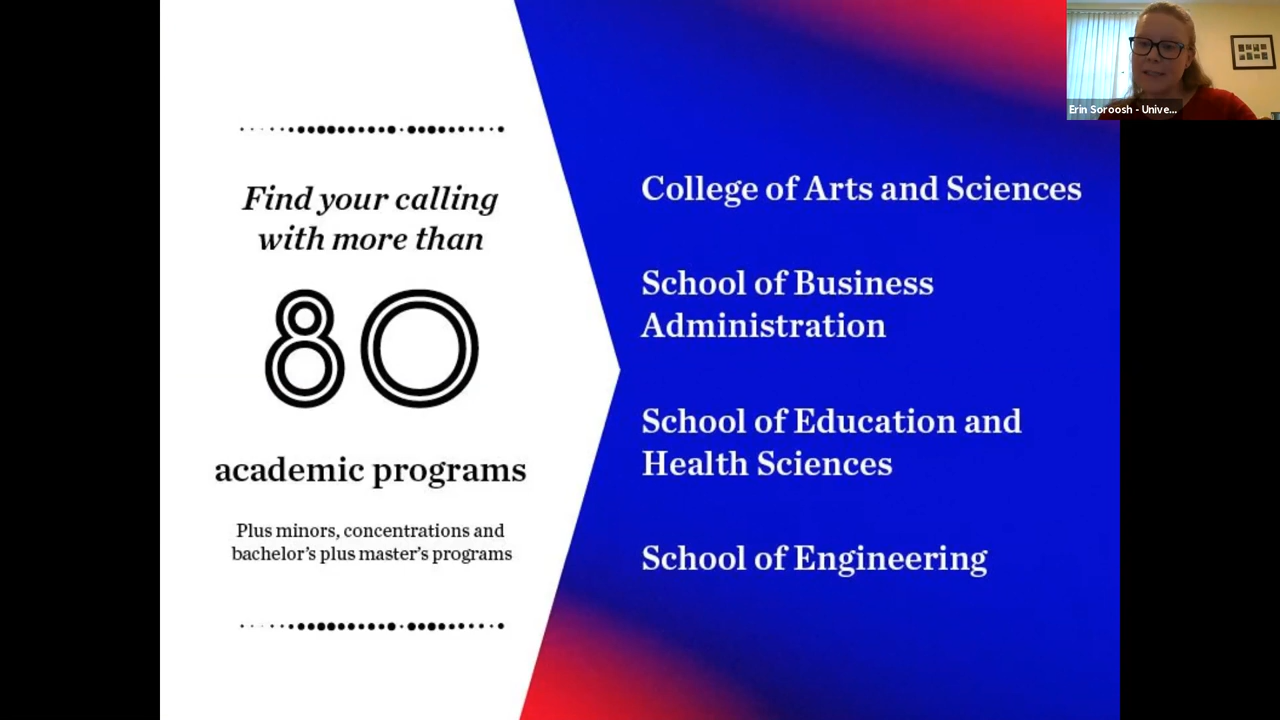 Find your calling
with more than
80
academic programs
Plus minors, concentrations and
bachelor’s plus master’s programs
College of Arts and Sciences
School of Business
Administration
School of Education and
Health Sciences
School of Engineering
Erin Soroosh - Unive...